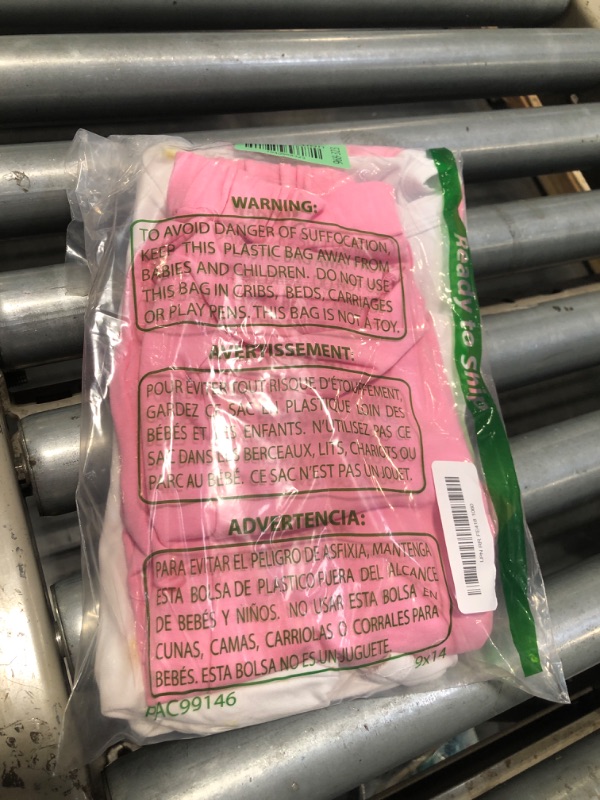 WARNING:
TO AVOID DANGER OF SUFFOCATION,
KEEP THIS PLASTIC BAG AWAY FROM
BABIES AND CHILDREN. DO NOT USE
THIS BAG IN CRIBS, BEDS, CARRIAGES
OR PLAY PENS. THIS BAG IS NOT A TOY.
AVERTISSEMENT:
POUR ÉVITER TOUT RISQUE D'ÉTOUFFEMENT,
GARDEZ CE SAC EN PLASTIQUE LOIN DES
BÉBÉS ET DES ENFANTS. N'UTILISEZ PAS CE
SAC DANS LES BERCEAUX, LITS, CHARIOTS OU
PARC AU BÉBÉ. CE SAC N'EST PAS UN JOUET.
ADVERTENCIA:
PARA EVITAR EL PELIGRO DE ASFIXIA, MANTENGA
ESTA BOLSA DE PLASTICO FUERA DEL ALCANCE
DE BEBÉS Y NIÑOS. NO USAR ESTA BOLSA EN
CUNAS, CAMAS, CARRIOLAS O CORRALES PARA
BEBÉS. ESTA BOLSA NO ES UN JUGUETE.
9x14
PAC99146
Ready to Ship